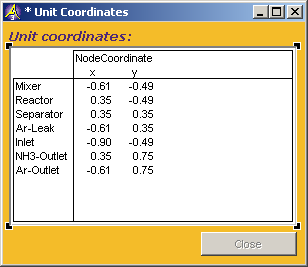 * Unit Coordinates
Unit coordinates:
NodeCoordinate
x y
Mixer -0.61 -0.49
Reactor 0.35 -0.49
Separator 0.35 0.35
Ar-Leak -0.61 0.35
Inlet -0.90 -0.49
NH3-Outlet 0.35 0.75
Ar-Outlet -0.61 0.75
Close